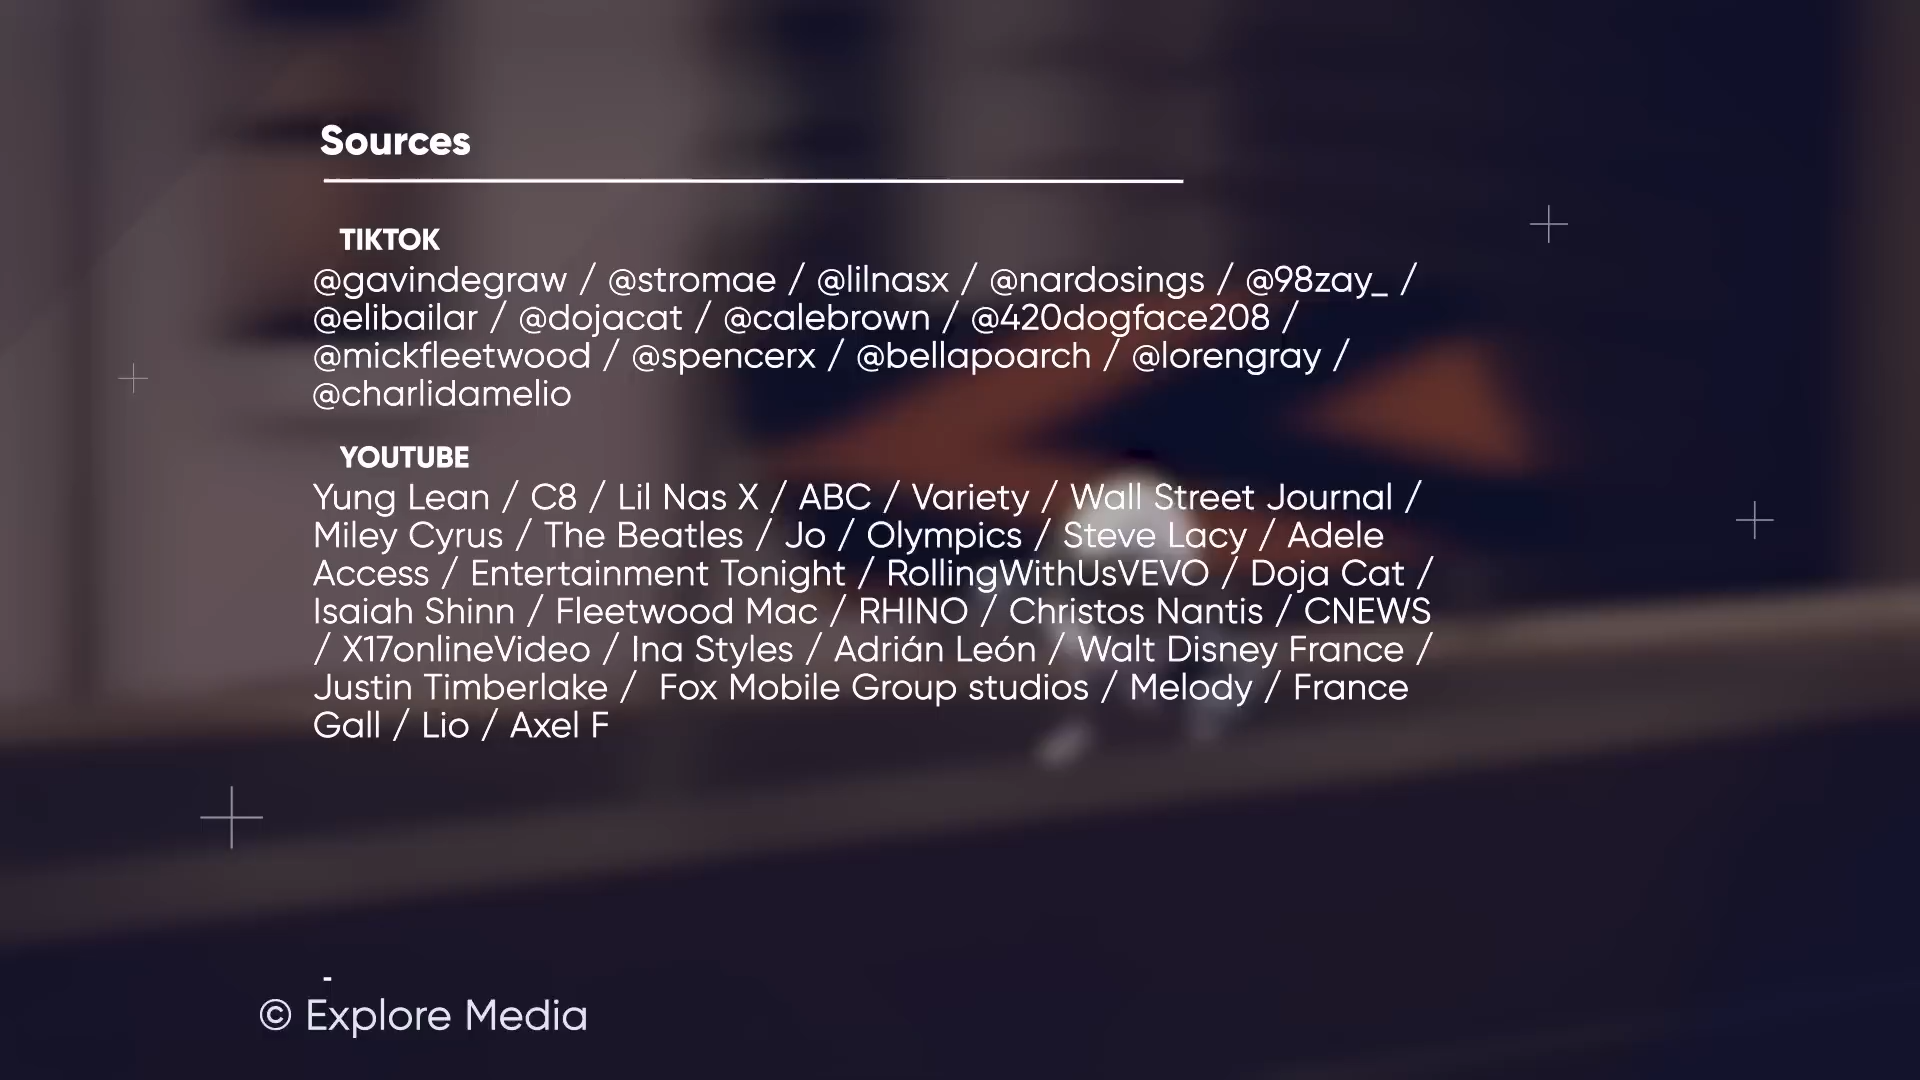 Sources
TIKTOK
@gavindegraw / @stromae / @lilnasx / @nardosings / @98zay_ /
@elibailar / @dojacat / @calebrown / @420dogface208 /
@mickfleetwood / @spencerx / @bellapoarch / @lorengray /
@charlidamelio
YOUTUBE
Yung Lean / C8 / Lil Nas X / ABC / Variety / Wall Street Journal /
Miley Cyrus / The Beatles / Jo / Olympics / Steve Lacy / Adele
Access / Entertainment Tonight / RollingWithUsVEVO / Doja Cat /
Isaiah Shinn / Fleetwood Mac / RHINO / Christos Nantis / CNEWS
/ X17onlineVideo / Ina Styles / Adrián León / Walt Disney France /
Justin Timberlake /  Fox Mobile Group studios / Melody / France
Gall / Lio / Axel F
-
© Explore Media